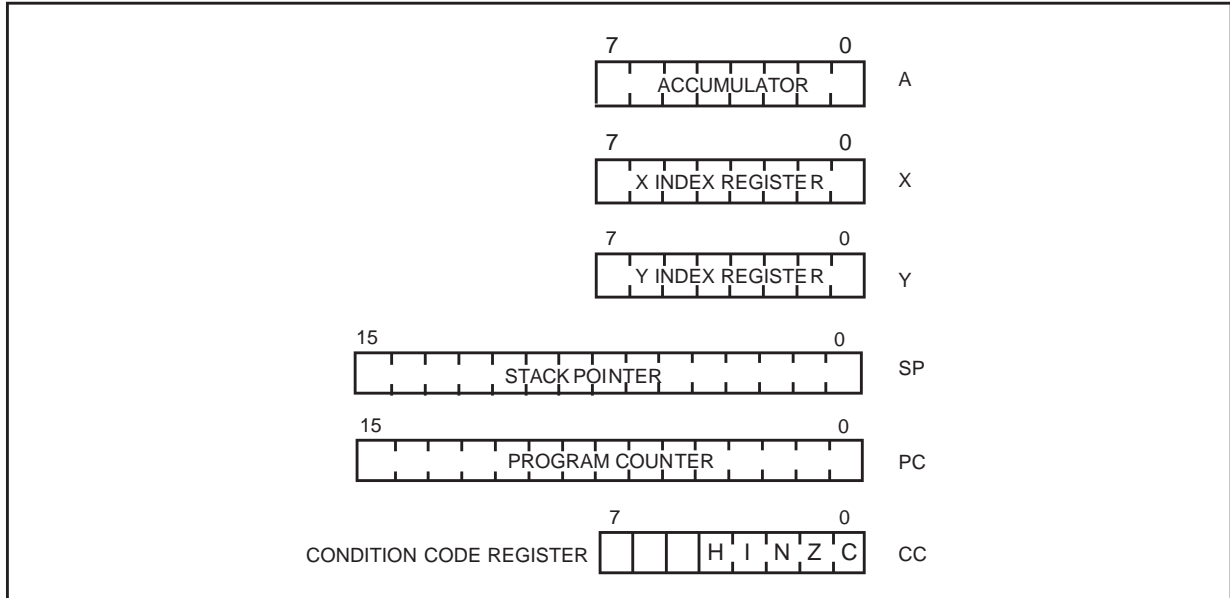 7 0
ACCUMULATOR A
7 0
X INDEX REGISTER X
7 0
Y INDEX REGISTER Y
15 0
STACK POINTER SP
15 0
PROGRAM COUNTER PC
7 0
CONDITION CODE REGISTER H I N Z C CC